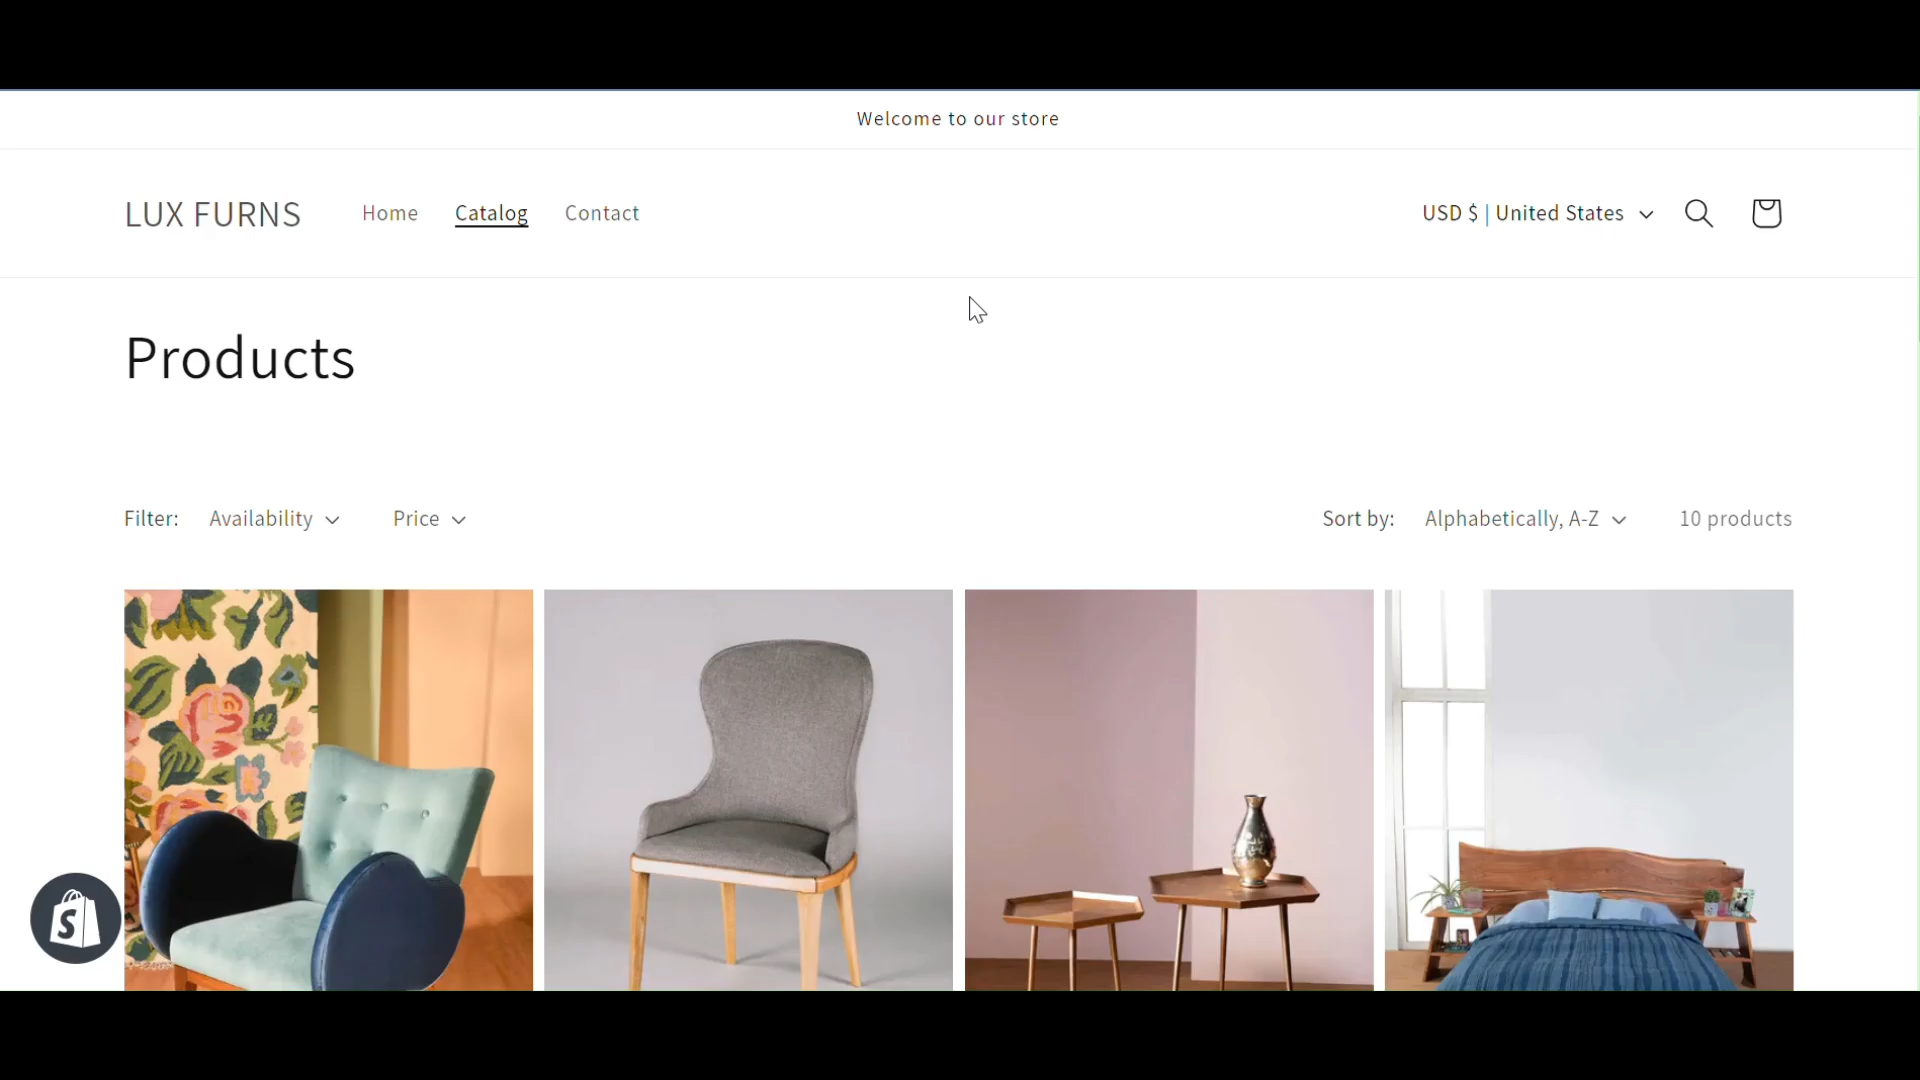 Welcome to our store
LUX FURNS
Home Catalog Contact
USD $ | United States
Products
Filter: Availability Price
Sort by: Alphabetically, A-Z 10 products
S